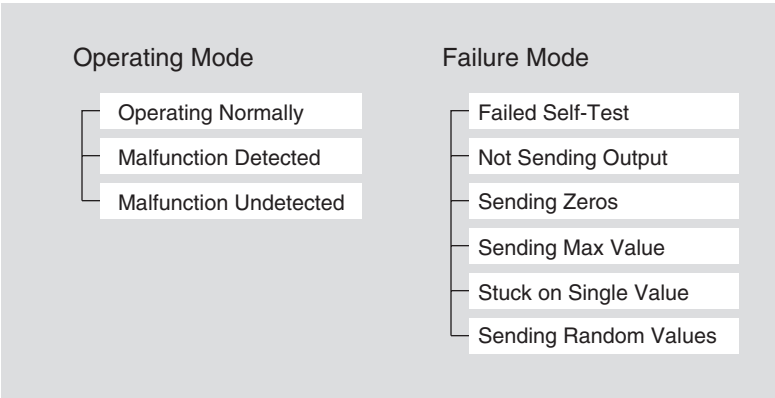 Operating Mode
Operating Normally
Malfunction Detected
Malfunction Undetected
Failure Mode
Failed Self-Test
Not Sending Output
Sending Zeros
Sending Max Value
Stuck on Single Value
Sending Random Values